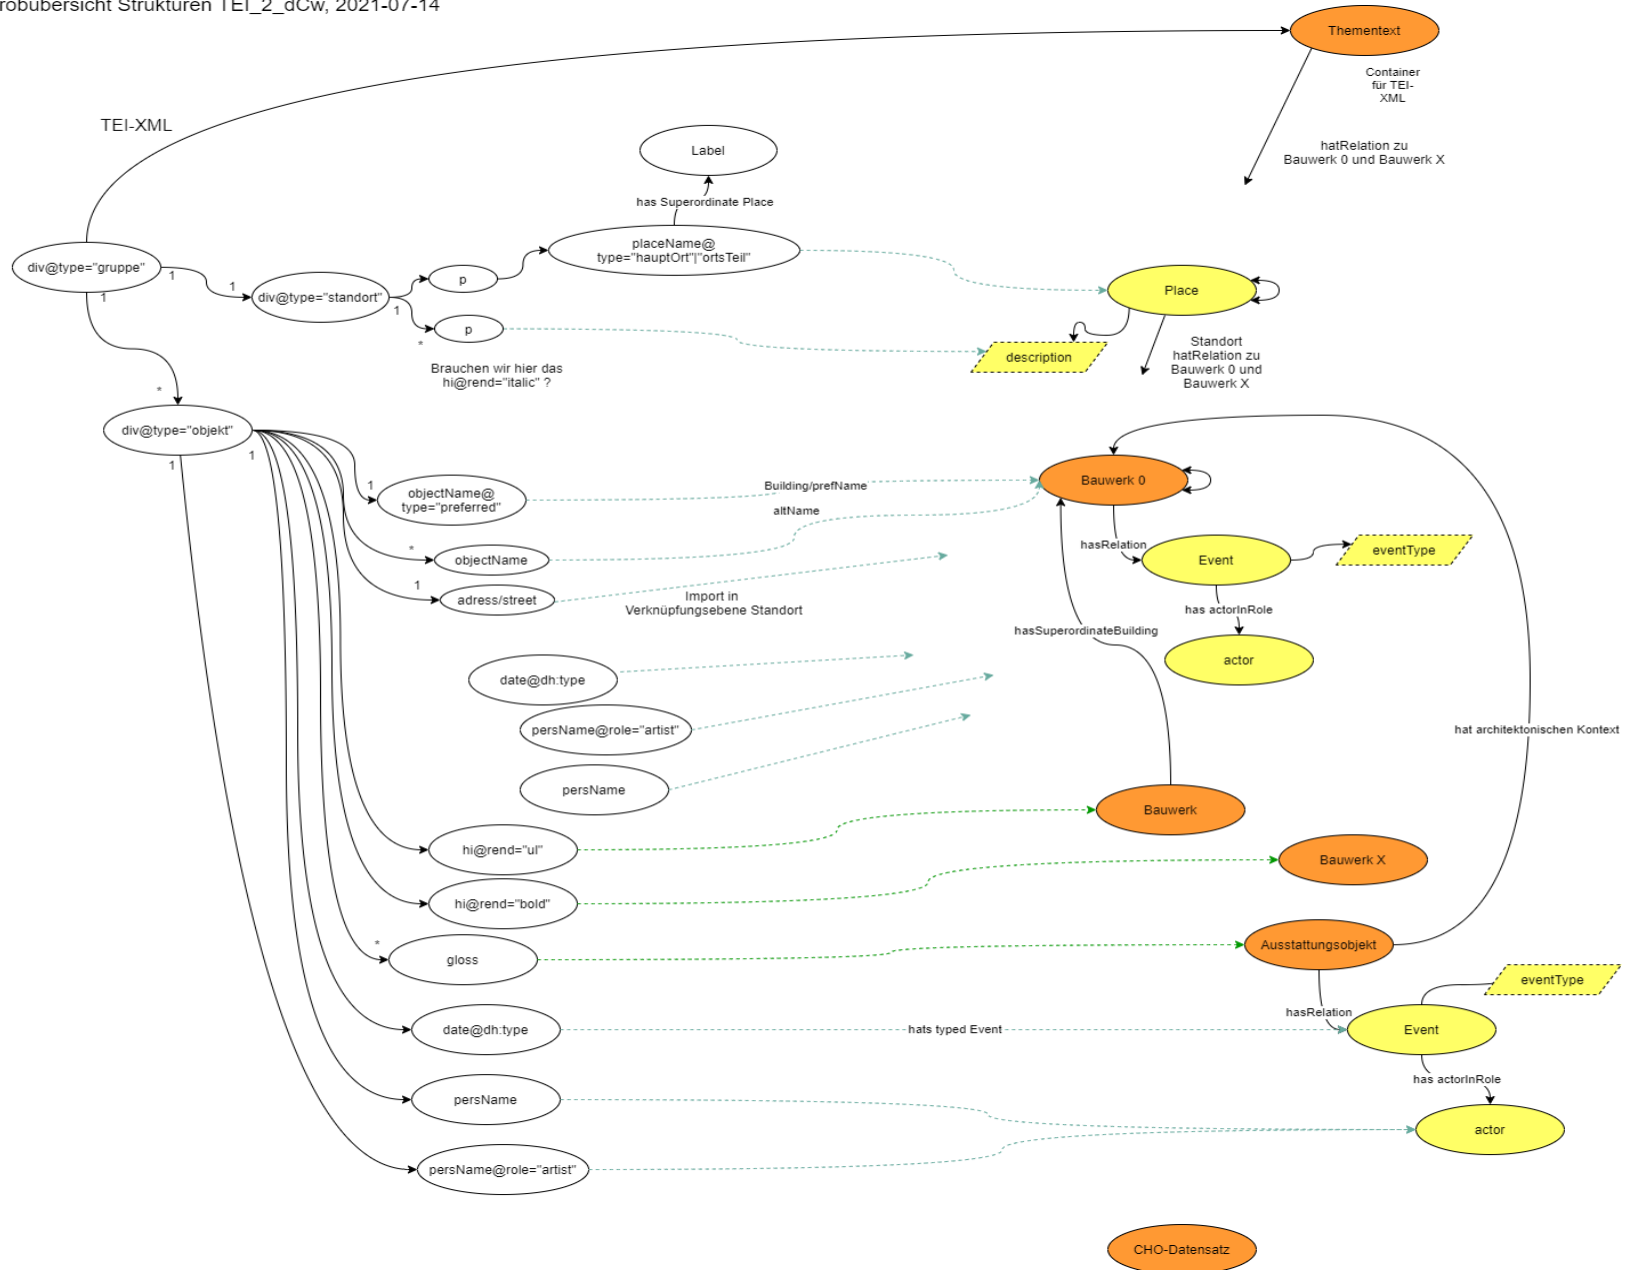 robübersicht Strukturen TEI_2_dCw, 2021-07-14
Thementext
Container
für TEI-
XML
TEI-XML
hatRelation zu
Bauwerk 0 und Bauwerk X
Label
has Superordinate Place
placeName@
type="hauptOrt"|"ortsTeil"
div@type="gruppe"
1
1
1
div@type="standort"
1
*
p
p
Place
description
Standort
hatRelation zu
Bauwerk 0 und
Bauwerk X
Brauchen wir hier das
hi@rend="italic" ?
*
div@type="objekt"
1
1
1
objectName@
type="preferred"
Building/prefName
altName
Bauwerk 0
hasRelation
Event
eventType
*
objectName
1
adress/street
Import in
Verknüpfungsebene Standort
has actorInRole
hasSuperordinateBuilding
actor
date@dh:type
persName@role="artist"
persName
hat architektonischen Kontext
Bauwerk
hi@rend="ul"
Bauwerk X
hi@rend="bold"
*
gloss
Ausstattungsobjekt
eventType
hasRelation
date@dh:type
hats typed Event
Event
has actorInRole
persName
actor
persName@role="artist"
CHO-Datensatz